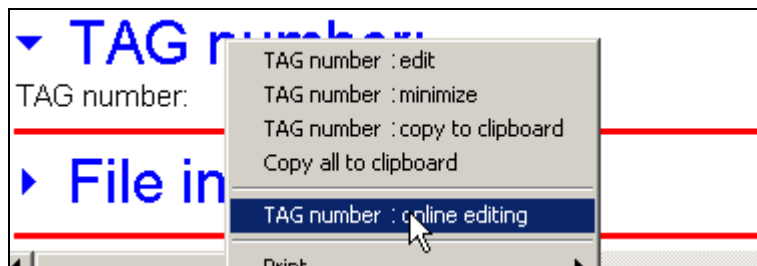 TAG number:
TAG number : edit
TAG number: TAG number : minimize
TAG number : copy to clipboard
Copy all to clipboard
File in
TAG number : online editing
Print